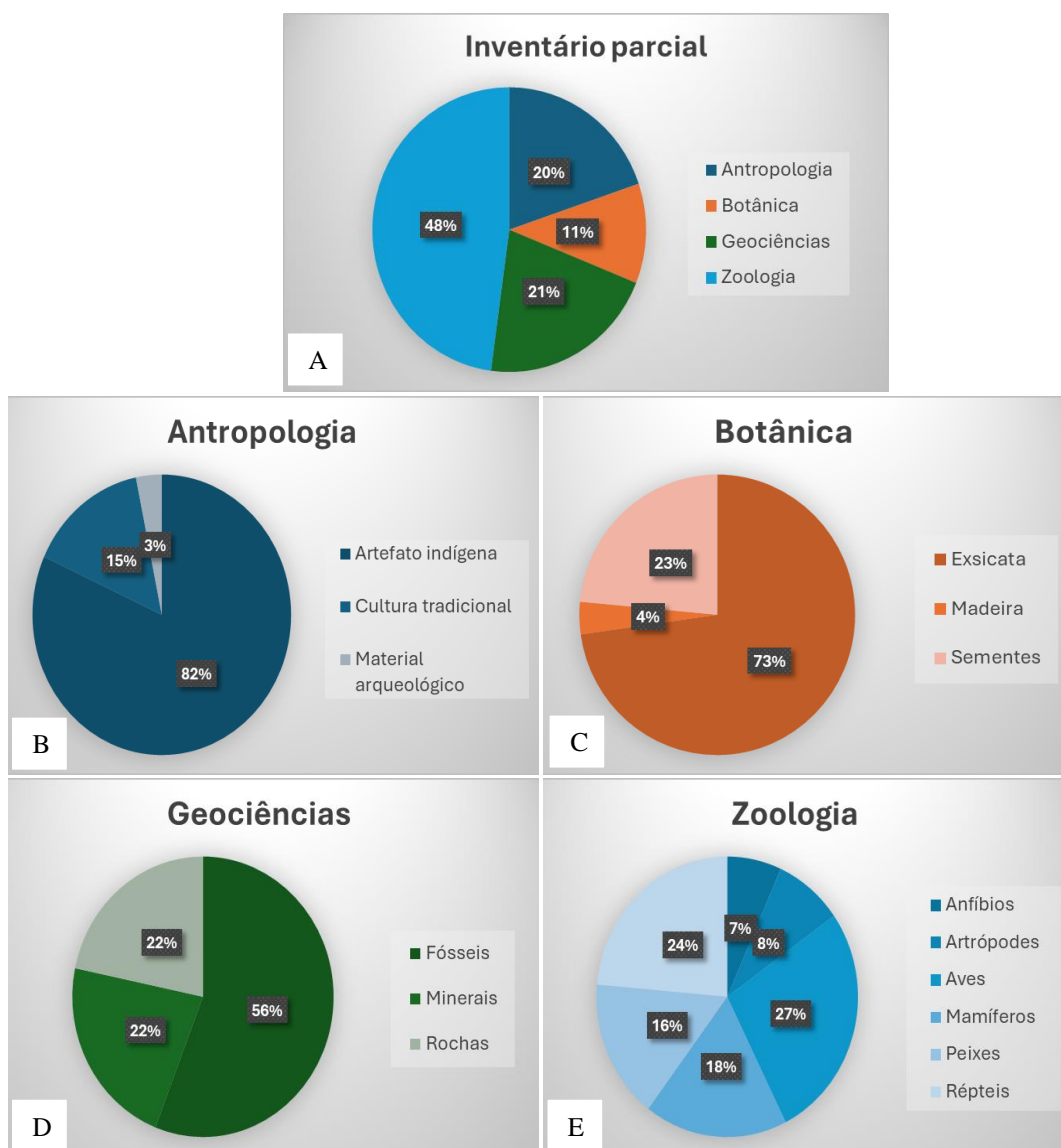 Inventário parcial
20%
11%
21%
48%
Antropologia
Botânica
Geociências
Zoologia
A
Antropologia
82%
15%
3%
Artefato indígena
Cultura tradicional
Material
arqueológico
B
Botânica
73%
4%
23%
Exsicata
Madeira
Sementes
C
Geociências
56%
22%
22%
Fósseis
Minerais
Rochas
D
Zoologia
7%
8%
27%
18%
16%
24%
Anfíbios
Artrópodes
Aves
Mamíferos
Peixes
Répteis
E